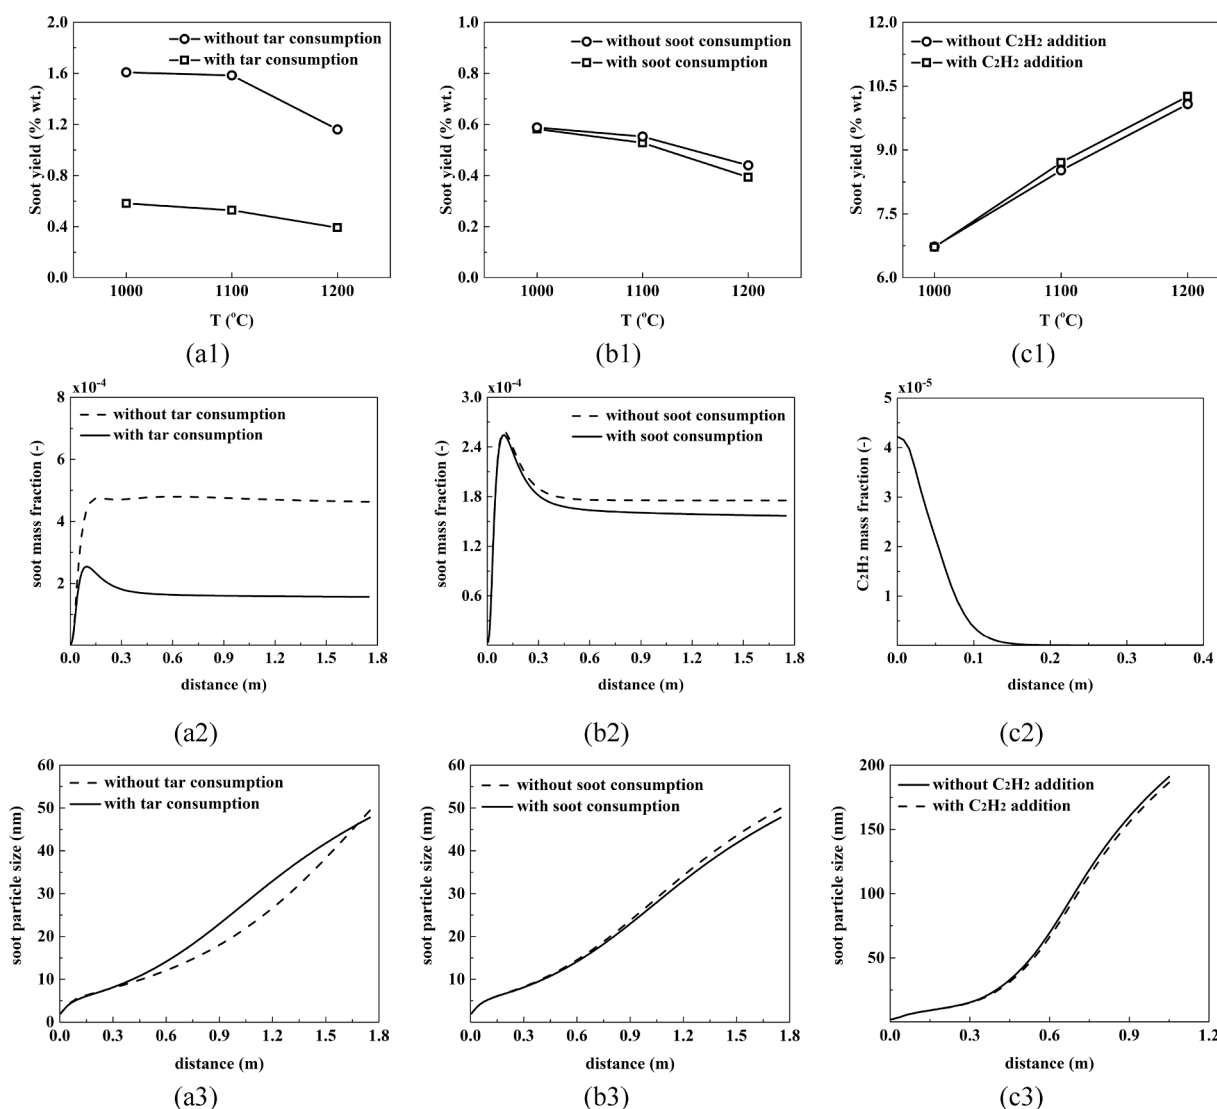 2.0
1.6
1.2
0.8
0.4
0.0
Soot yield (% wt.)
without tar consumption
with tar consumption
1000 1100 1200
T (°C)
(a1)
1.0
0.8
0.6
0.4
0.2
0.0
Soot yield (% wt.)
without soot consumption
with soot consumption
1000 1100 1200
T (°C)
(b1)
12.0
10.5
9.0
7.5
6.0
Soot yield (% wt.)
without C₂H₂ addition
with C₂H₂ addition
1000 1100 1200
T (°C)
(c1)
x10⁻⁴
8
6
4
2
soot mass fraction (-)
without tar consumption
with tar consumption
0.0 0.3 0.6 0.9 1.2 1.5 1.8
distance (m)
(a2)
x10⁻⁴
3.0
2.4
1.8
1.2
0.6
soot mass fraction (-)
without soot consumption
with soot consumption
0.0 0.3 0.6 0.9 1.2 1.5 1.8
distance (m)
(b2)
x10⁻⁵
5
4
3
2
1
0
C₂H₂ mass fraction (-)
0.0 0.1 0.2 0.3 0.4
distance (m)
(c2)
60
50
40
30
20
10
0
soot particle size (nm)
without tar consumption
with tar consumption
0.0 0.3 0.6 0.9 1.2 1.5 1.8
distance (m)
(a3)
60
50
40
30
20
10
0
soot particle size (nm)
without soot consumption
with soot consumption
0.0 0.3 0.6 0.9 1.2 1.5 1.8
distance (m)
(b3)
200
150
100
50
soot particle size (nm)
without C₂H₂ addition
with C₂H₂ addition
0.0 0.3 0.6 0.9 1.2
distance (m)
(c3)